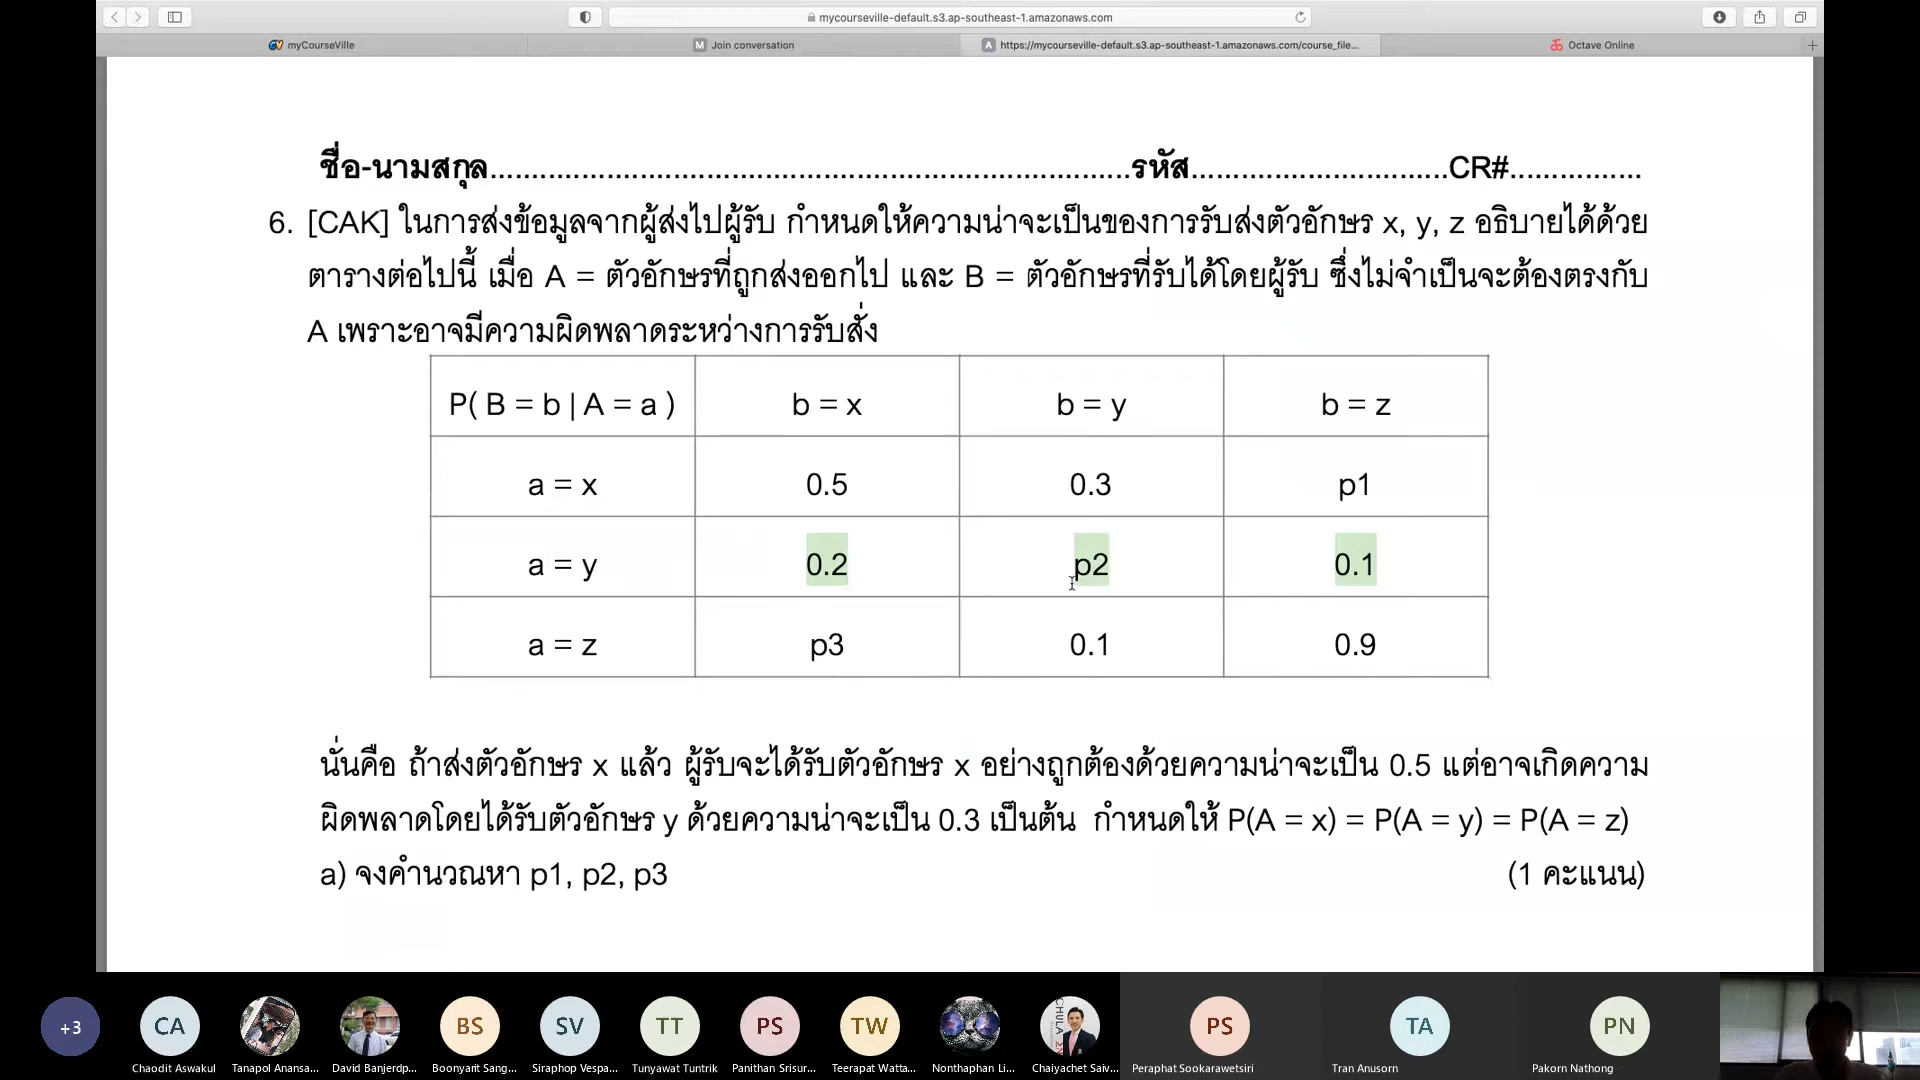 mycourseville-default.s3.ap-southeast-1.amazonaws.com
myCourseVille
M Join conversation
A https://mycourseville-default.s3.ap-southeast-1.amazonaws.com/course_file...
Octave Online
ชื่อ-นามสกุล..............................................................................รหัส...............................CR#................
6. [CAK] ในการส่งข้อมูลจากผู้ส่งไปผู้รับ กำหนดให้ความน่าจะเป็นของการรับส่งตัวอักษร x, y, z อธิบายได้ด้วย
ตารางต่อไปนี้ เมื่อ A = ตัวอักษรที่ถูกส่งออกไป และ B = ตัวอักษรที่รับได้โดยผู้รับ ซึ่งไม่จำเป็นจะต้องตรงกับ
A เพราะอาจมีความผิดพลาดระหว่างการรับสั่ง
P( B = b | A = a ) b = x b = y b = z
a = x 0.5 0.3 p1
a = y 0.2 p2 0.1
a = z p3 0.1 0.9
นั่นคือ ถ้าส่งตัวอักษร x แล้ว ผู้รับจะได้รับตัวอักษร x อย่างถูกต้องด้วยความน่าจะเป็น 0.5 แต่อาจเกิดความ
ผิดพลาดโดยได้รับตัวอักษร y ด้วยความน่าจะเป็น 0.3 เป็นต้น กำหนดให้ P(A = x) = P(A = y) = P(A = z)
a) จงคำนวณหา p1, p2, p3 (1 คะแนน)
+3 CA BS SV TT PS TW CHULA PS TA PN
Chaodit Aswakul Tanapol Anansa... David Banjerdp... Boonyarit Sang... Siraphop Vespa... Tunyawat Tuntrik Panithan Srisur... Teerapat Watta... Nonthaphan Li... Chaiyachet Saiv... Peraphat Sookarawetsiri Tran Anusorn Pakorn Nathong